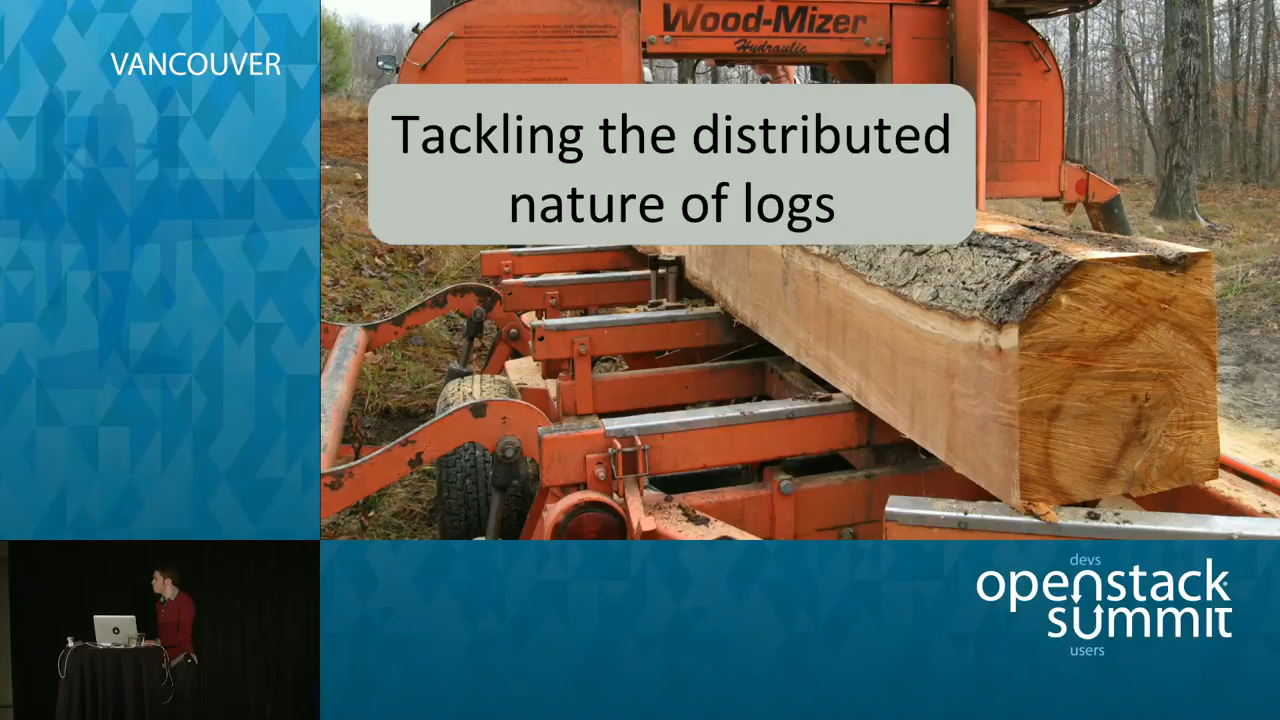 VANCOUVER
Wood-Mizer
Hydraulic
Tackling the distributed
nature of logs
devs
openstack
summit
users